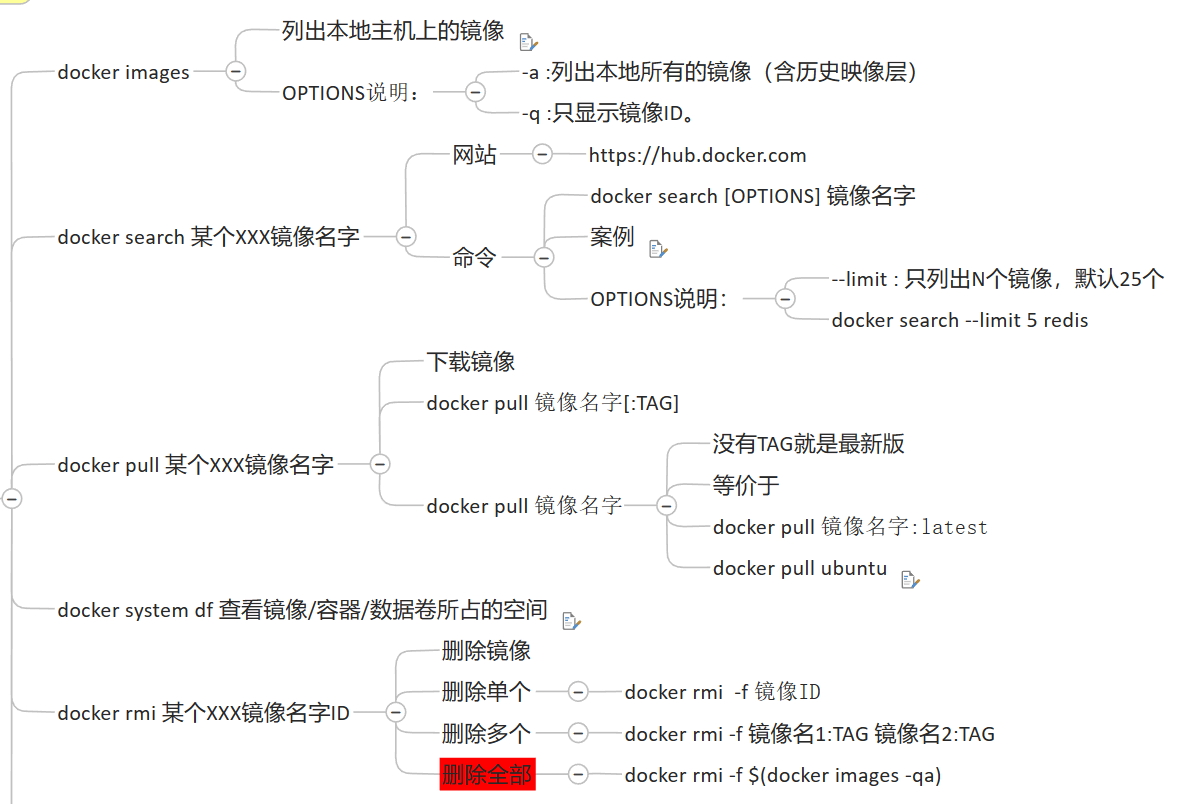 docker images
列出本地主机上的镜像
OPTIONS说明：
-a :列出本地所有的镜像（含历史映像层）
-q :只显示镜像ID。
docker search 某个XXX镜像名字
网站
https://hub.docker.com
命令
docker search [OPTIONS] 镜像名字
案例
OPTIONS说明：
--limit : 只列出N个镜像，默认25个
docker search --limit 5 redis
docker pull 某个XXX镜像名字
下载镜像
docker pull 镜像名字[:TAG]
docker pull 镜像名字
没有TAG就是最新版
等价于
docker pull 镜像名字:latest
docker pull ubuntu
docker system df 查看镜像/容器/数据卷所占的空间
docker rmi 某个XXX镜像名字ID
删除镜像
删除单个
docker rmi  -f 镜像ID
删除多个
docker rmi -f 镜像名1:TAG 镜像名2:TAG
删除全部
docker rmi -f $(docker images -qa)